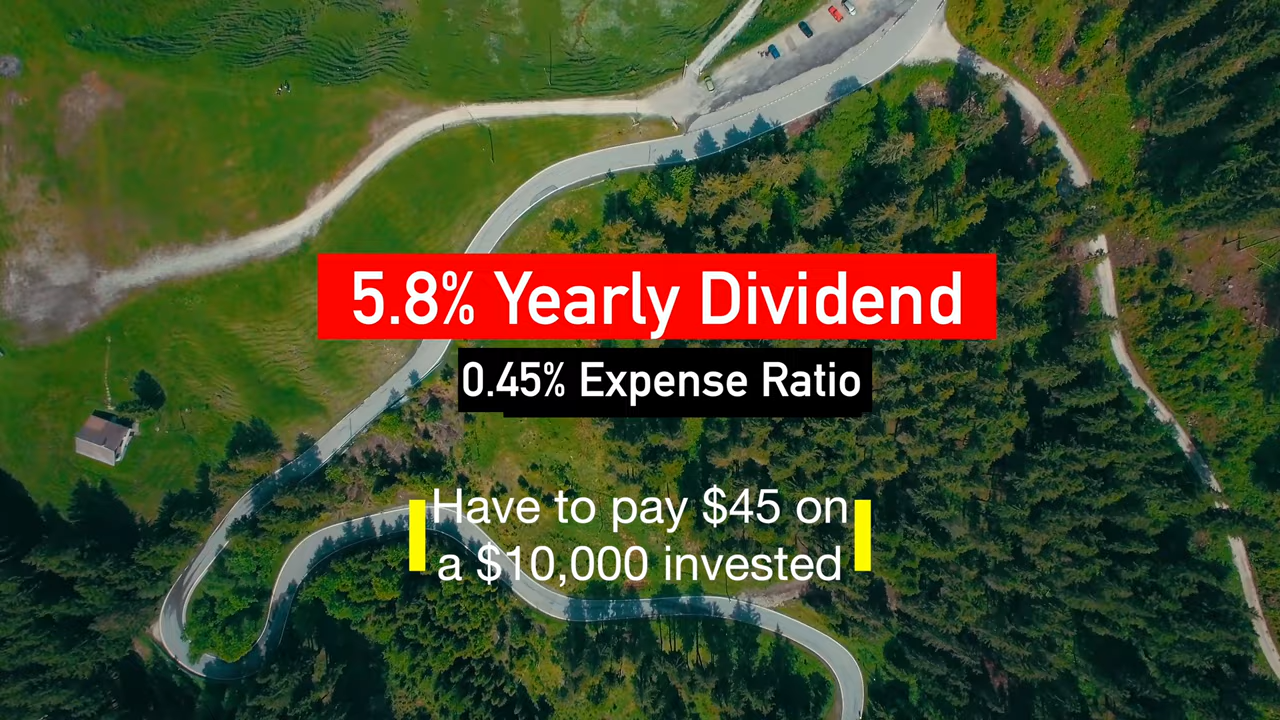 5.8% Yearly Dividend
0.45% Expense Ratio
Have to pay $45 on
a $10,000 invested